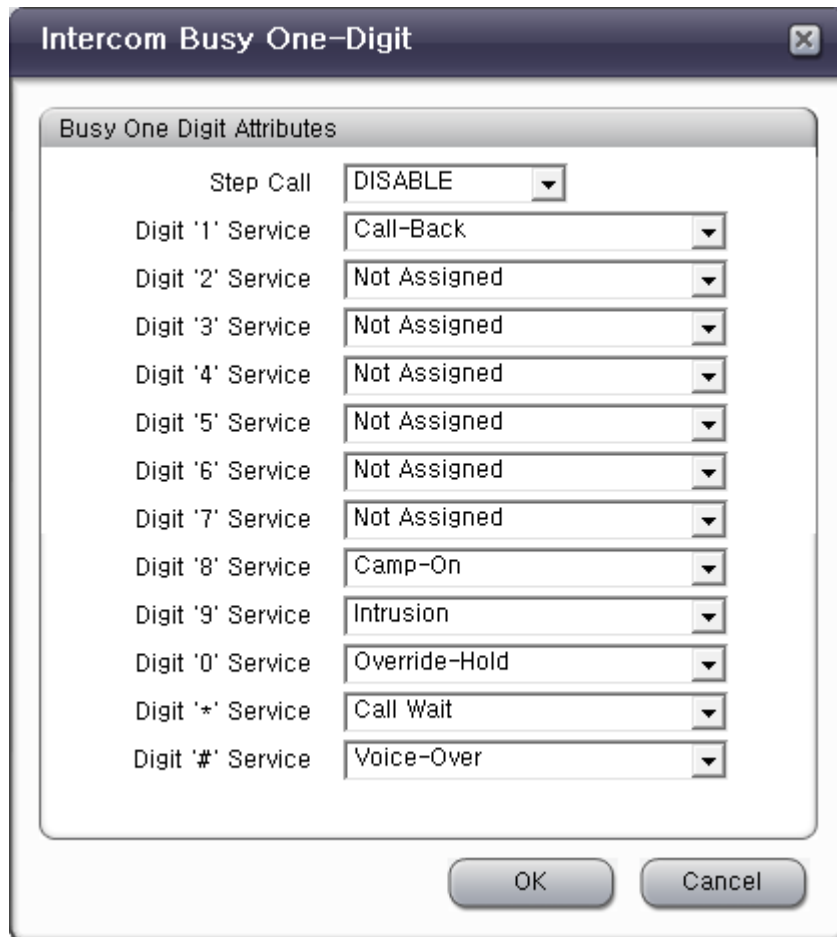 Intercom Busy One-Digit
Busy One Digit Attributes
Step Call DISABLE
Digit '1' Service Call-Back
Digit '2' Service Not Assigned
Digit '3' Service Not Assigned
Digit '4' Service Not Assigned
Digit '5' Service Not Assigned
Digit '6' Service Not Assigned
Digit '7' Service Not Assigned
Digit '8' Service Camp-On
Digit '9' Service Intrusion
Digit '0' Service Override-Hold
Digit '*' Service Call Wait
Digit '#' Service Voice-Over
OK Cancel